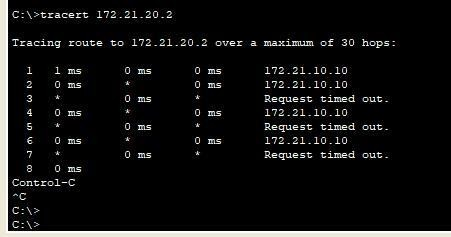 C:\>tracert 172.21.20.2
Tracing route to 172.21.20.2 over a maximum of 30 hops:
1 1 ms 0 ms 0 ms 172.21.10.10
2 0 ms * 0 ms 172.21.10.10
3 * 0 ms * Request timed out.
4 0 ms * 0 ms 172.21.10.10
5 * 0 ms * Request timed out.
6 0 ms * 0 ms 172.21.10.10
7 * 0 ms * Request timed out.
8 0 ms
Control-C
^C
C:\>
C:\>